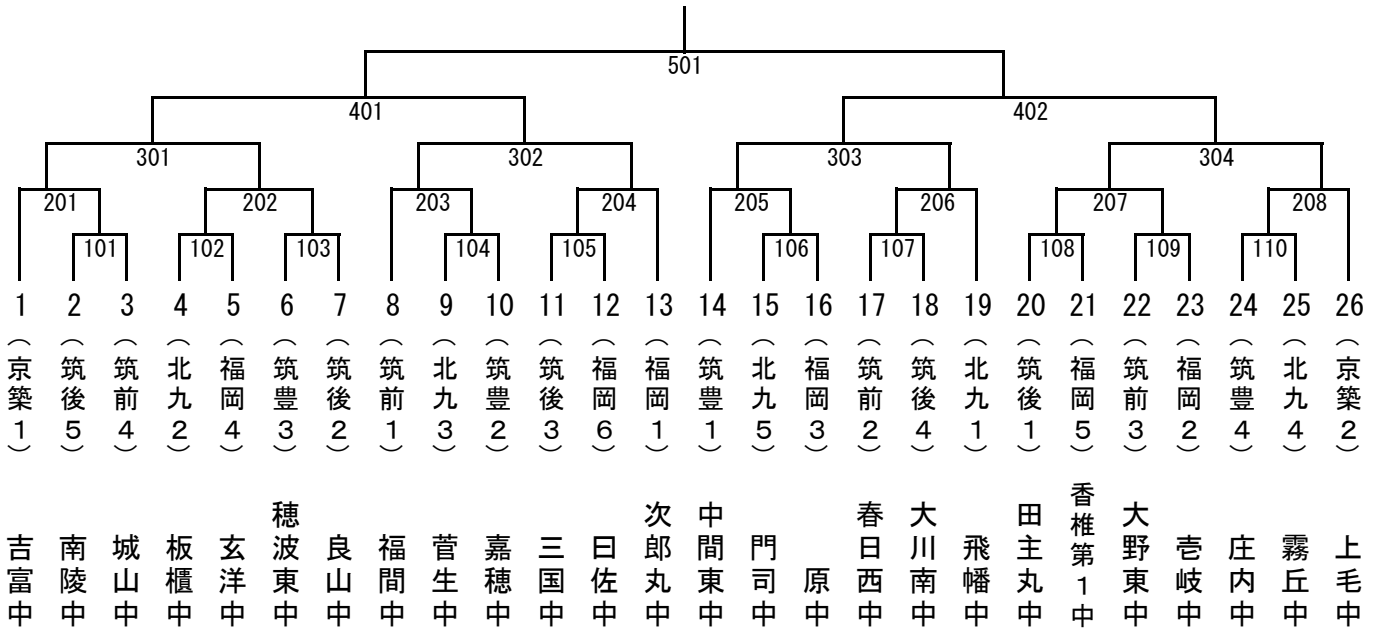 501
401 402
301 302 303 304
201 202 203 204 205 206 207 208
101 102 103 104 105 106 107 108 109 110
1 2 3 4 5 6 7 8 9 10 11 12 13 14 15 16 17 18 19 20 21 22 23 24 25 26
（京築１）
（筑後５）
（筑前４）
（北九２）
（福岡４）
（筑豊３）
（筑後２）
（筑前１）
（北九３）
（筑豊２）
（筑後３）
（福岡６）
（福岡１）
（筑豊１）
（北九５）
（福岡３）
（筑前２）
（筑後４）
（北九１）
（筑後１）
（福岡５）
（筑前３）
（福岡２）
（筑豊４）
（北九４）
（京築２）
吉富中
南陵中
城山中
板櫃中
玄洋中
穂波東中
良山中
福間中
菅生中
嘉穂中
三国中
曰佐中
次郎丸中
中間東中
門司中
原中
春日西中
大川南中
飛幡中
田主丸中
香椎第１中
大野東中
壱岐中
庄内中
霧丘中
上毛中